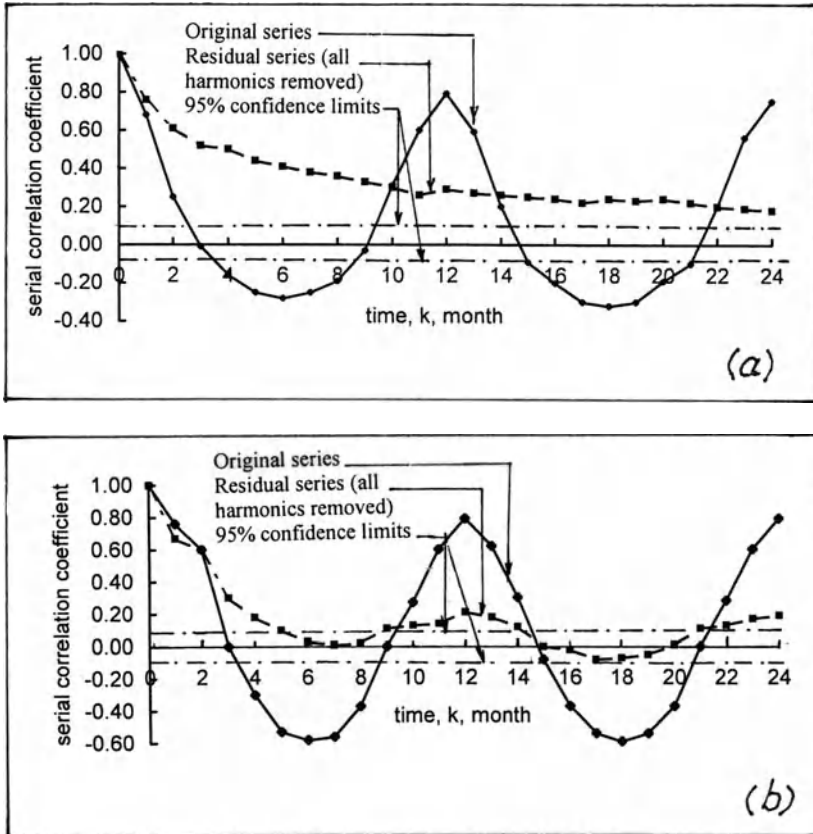 Original series
Residual series (all
harmonics removed)
95% confidence limits
serial correlation coefficient
1.00
0.80
0.60
0.40
0.20
0.00
-0.20
-0.40
0 2 4 6 8 10 12 14 16 18 20 22 24
time, k, month
(a)
Original series
Residual series (all
harmonics removed)
95% confidence limits
serial correlation coefficient
1.00
0.80
0.60
0.40
0.20
0.00
-0.20
-0.40
-0.60
0 2 4 6 8 10 12 14 16 18 20 22 24
time, k, month
(b)